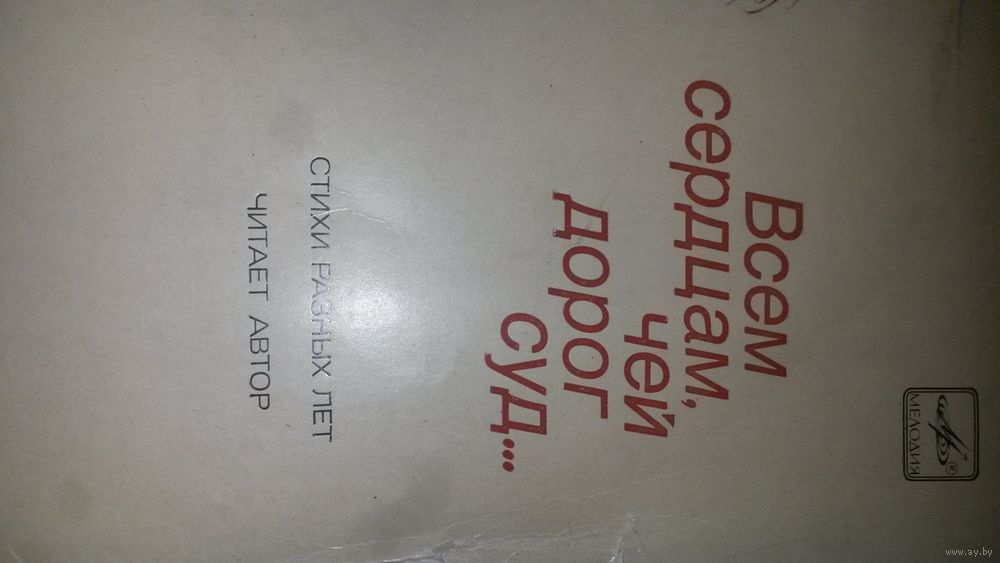 МЕЛОДИЯ
®
Всем
сердцам,
чей
дорог
суд...
СТИХИ РАЗНЫХ ЛЕТ
ЧИТАЕТ АВТОР
www.ay.by